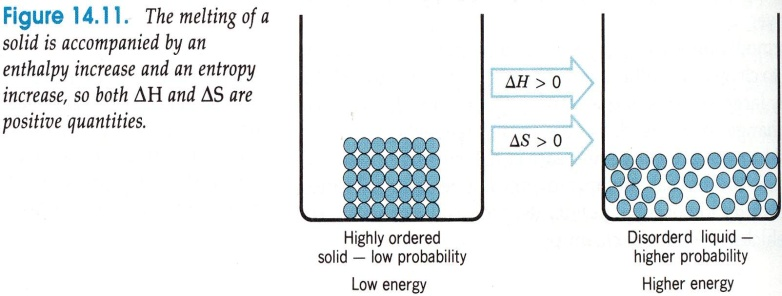 Figure 14.11. The melting of a
solid is accompanied by an
enthalpy increase and an entropy
increase, so both ΔH and ΔS are
positive quantities.
ΔH > 0
ΔS > 0
Highly ordered
solid — low probability
Low energy
Disorderd liquid —
higher probability
Higher energy